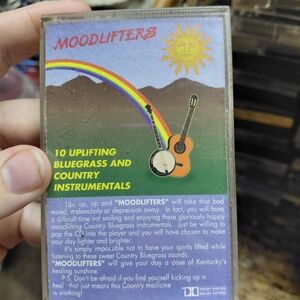 MOODLIFTERS
10 UPLIFTING
BLUEGRASS AND
COUNTRY
INSTRUMENTALS
Up, up, up and "MOODLIFTERS" will take that bad
mood, melancholy or depression away. In fact, you will have
a difficult time not smiling and enjoying these gloriously happy
moodlifting Country Bluegrass instrumentals. Just be willing to
pop the CD into the player and you will have chosen to make
your day lighter and brighter.
It's simply impossible not to have your spirits lifted while
listening to these sweet Country Bluegrass sounds.
"MOODLIFTERS" will give your day a dose of Kentucky's
healing sunshine.
P.S. Don't be afraid if you find yourself kicking up a
heel - that just means this Country medicine
is working!